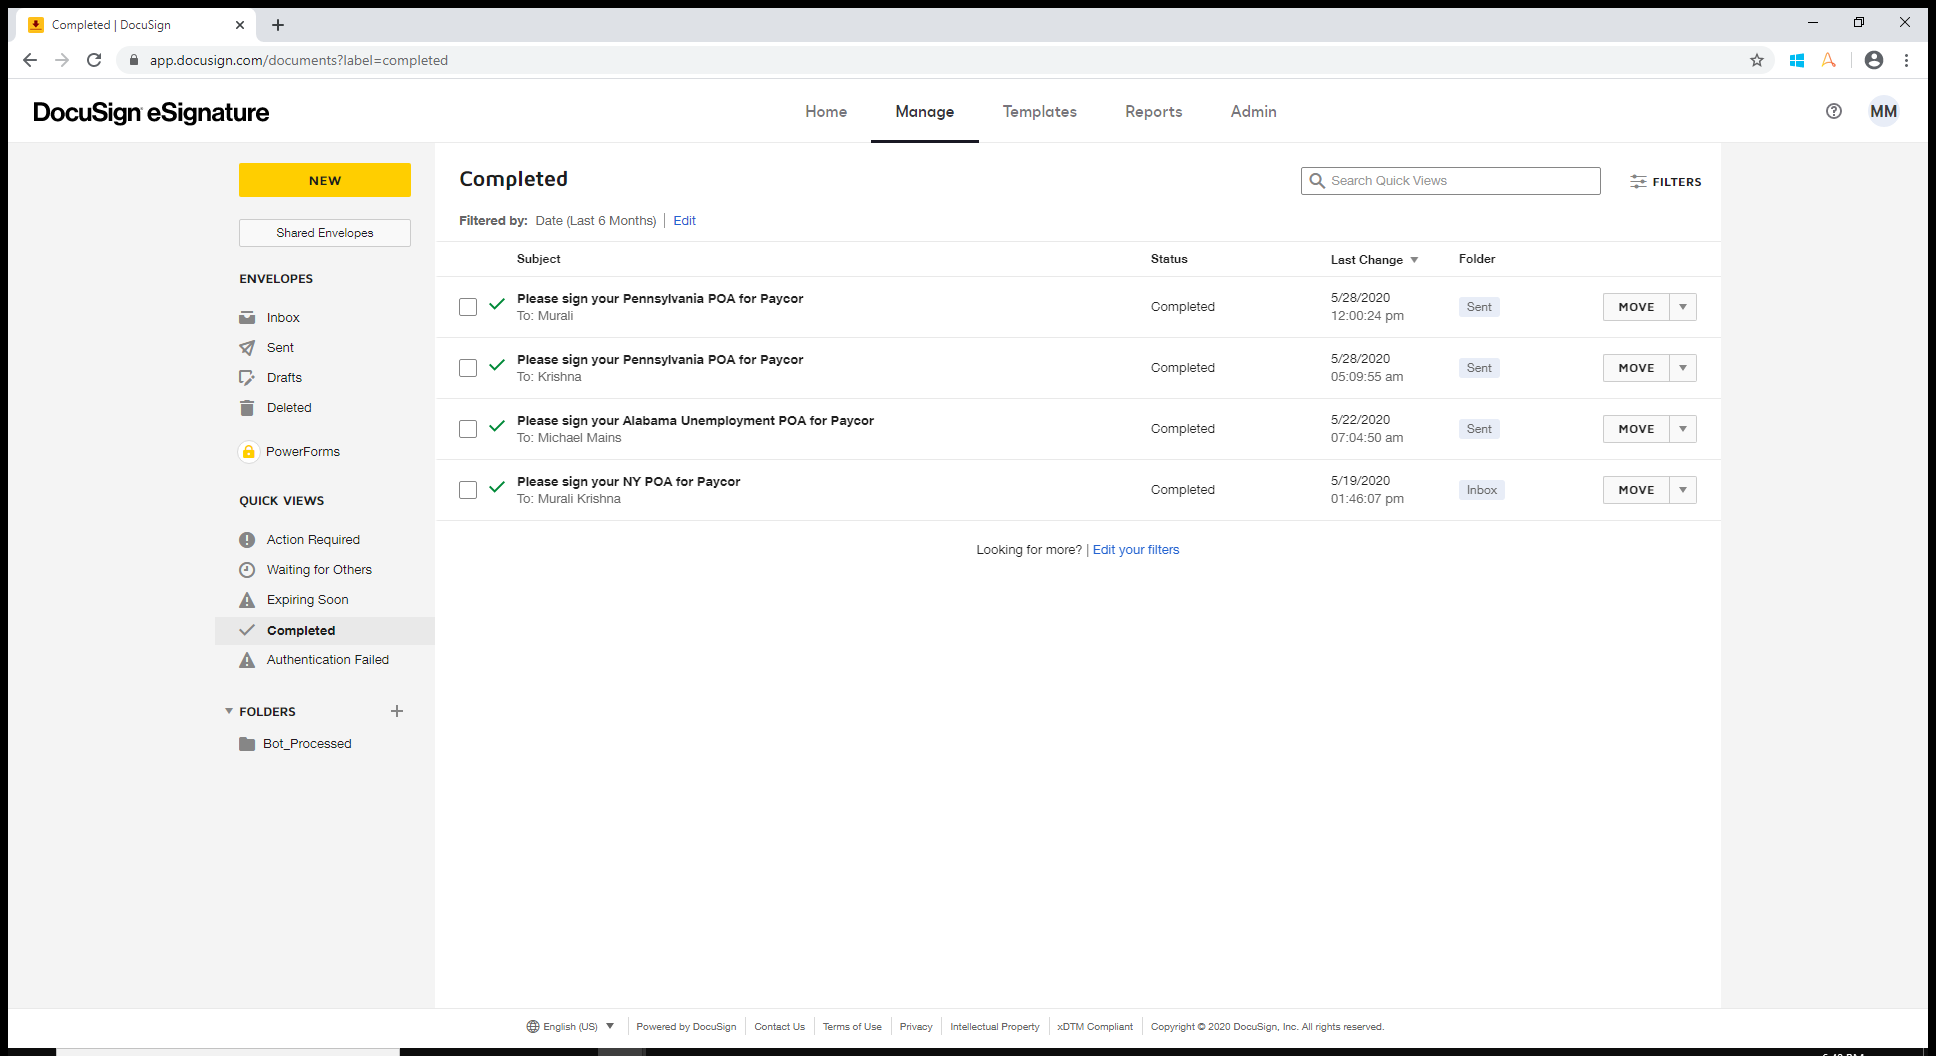 Completed | DocuSign
app.docusign.com/documents?label=completed
DocuSign eSignature
Home
Manage
Templates
Reports
Admin
MM
NEW
Shared Envelopes
ENVELOPES
Inbox
Sent
Drafts
Deleted
PowerForms
QUICK VIEWS
Action Required
Waiting for Others
Expiring Soon
Completed
Authentication Failed
FOLDERS
Bot_Processed
Completed
Search Quick Views
FILTERS
Filtered by: Date (Last 6 Months) | Edit
Subject Status Last Change Folder
Please sign your Pennsylvania POA for Paycor
To: Murali
Completed
5/28/2020
12:00:24 pm
Sent
MOVE
Please sign your Pennsylvania POA for Paycor
To: Krishna
Completed
5/28/2020
05:09:55 am
Sent
MOVE
Please sign your Alabama Unemployment POA for Paycor
To: Michael Mains
Completed
5/22/2020
07:04:50 am
Sent
MOVE
Please sign your NY POA for Paycor
To: Murali Krishna
Completed
5/19/2020
01:46:07 pm
Inbox
MOVE
Looking for more? | Edit your filters
English (US)
Powered by DocuSign
Contact Us
Terms of Use
Privacy
Intellectual Property
xDTM Compliant
Copyright © 2020 DocuSign, Inc. All rights reserved.